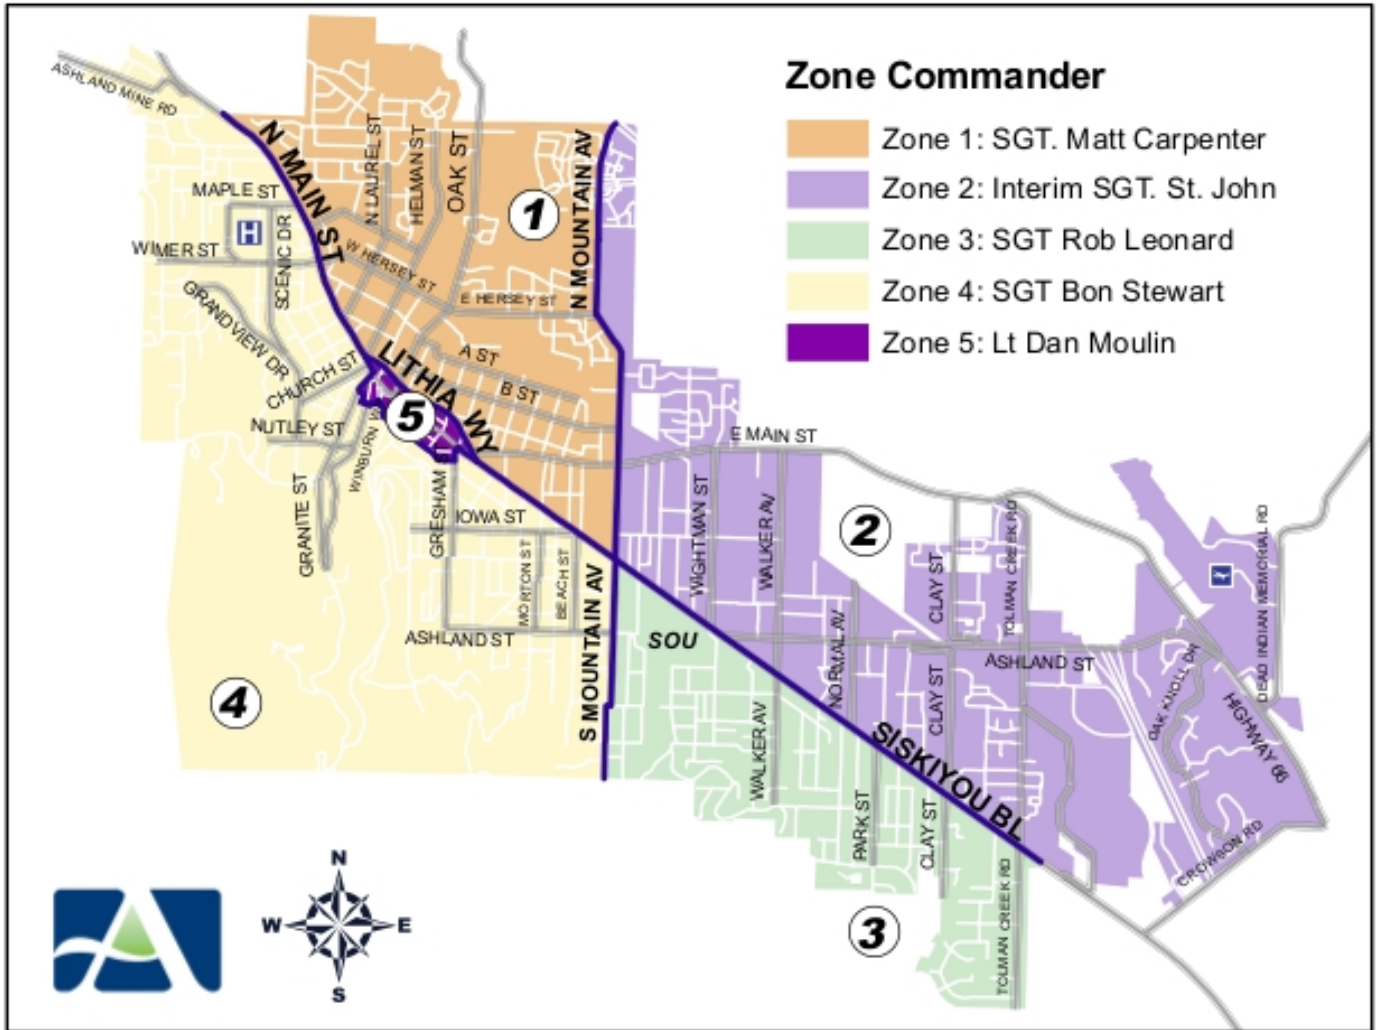 Zone Commander
Zone 1: SGT. Matt Carpenter
Zone 2: Interim SGT. St. John
Zone 3: SGT Rob Leonard
Zone 4: SGT Bon Stewart
Zone 5: Lt Dan Moulin
ASHLAND MINE RD
N MAIN ST
N LAUREL ST
HELMAN ST
OAK ST
1
N MOUNTAIN AV
MAPLE ST
H
SCENIC DR
WIMER ST
W HERSEY ST
E HERSEY ST
GRANDVIEW DR
CHURCH ST
LITHIA WY
A ST
B ST
5
NUTLEY ST
WINBURN W
GRANITE ST
GRESHAM
IOWA ST
MORTON ST
BEACH ST
ASHLAND ST
S MOUNTAIN AV
4
E MAIN ST
WIGHTMAN ST
WALKER AV
2
CLAY ST
TOLMAN CREEK RD
DEAD INDIAN MEMORIAL RD
SOU
NORMAL AV
ASHLAND ST
OAK KNOLL DR
HIGHWAY 66
CLAY ST
WALKER AV
SISKIYOU BL
PARK ST
CLAY ST
TOLMAN CREEK RD
CROWSON RD
3
N
W
E
S